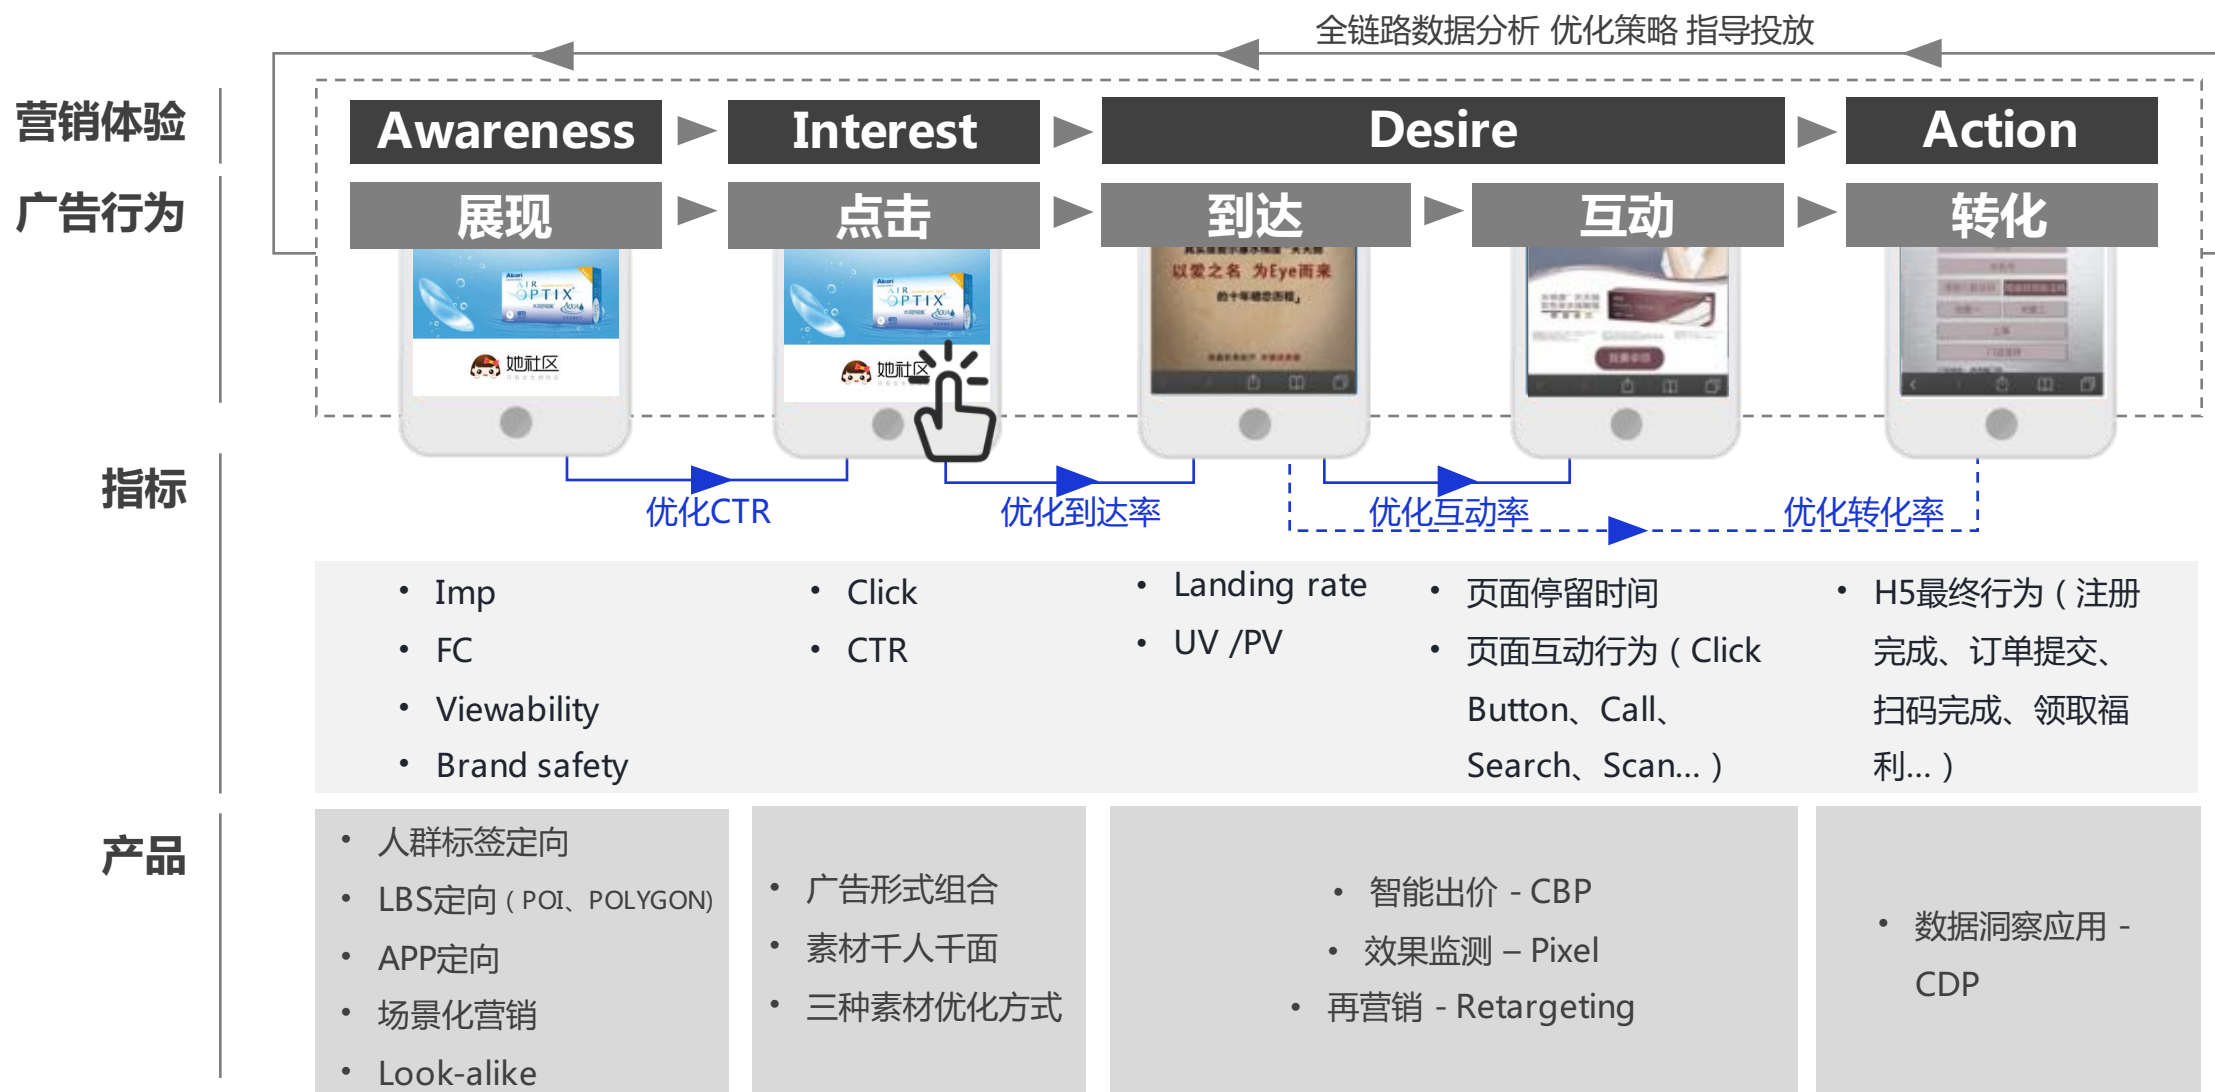 全链路数据分析 优化策略 指导投放
营销体验
Awareness
Interest
Desire
Action
广告行为
展现
点击
到达
互动
转化
Alcon
AIR
OPTIX
AQUA
她社区
Alcon
AIR
OPTIX
AQUA
她社区
以爱之名 为Eye而来
指标
优化CTR
优化到达率
优化互动率
优化转化率
• Imp
• FC
• Viewability
• Brand safety
• Click
• CTR
• Landing rate
• UV /PV
• 页面停留时间
• 页面互动行为（Click
Button、Call、
Search、Scan...）
• H5最终行为（注册
完成、订单提交、
扫码完成、领取福
利...）
产品
• 人群标签定向
• LBS定向（POI、POLYGON)
• APP定向
• 场景化营销
• Look-alike
• 广告形式组合
• 素材千人千面
• 三种素材优化方式
• 智能出价 - CBP
• 效果监测 – Pixel
• 再营销 - Retargeting
• 数据洞察应用 -
CDP